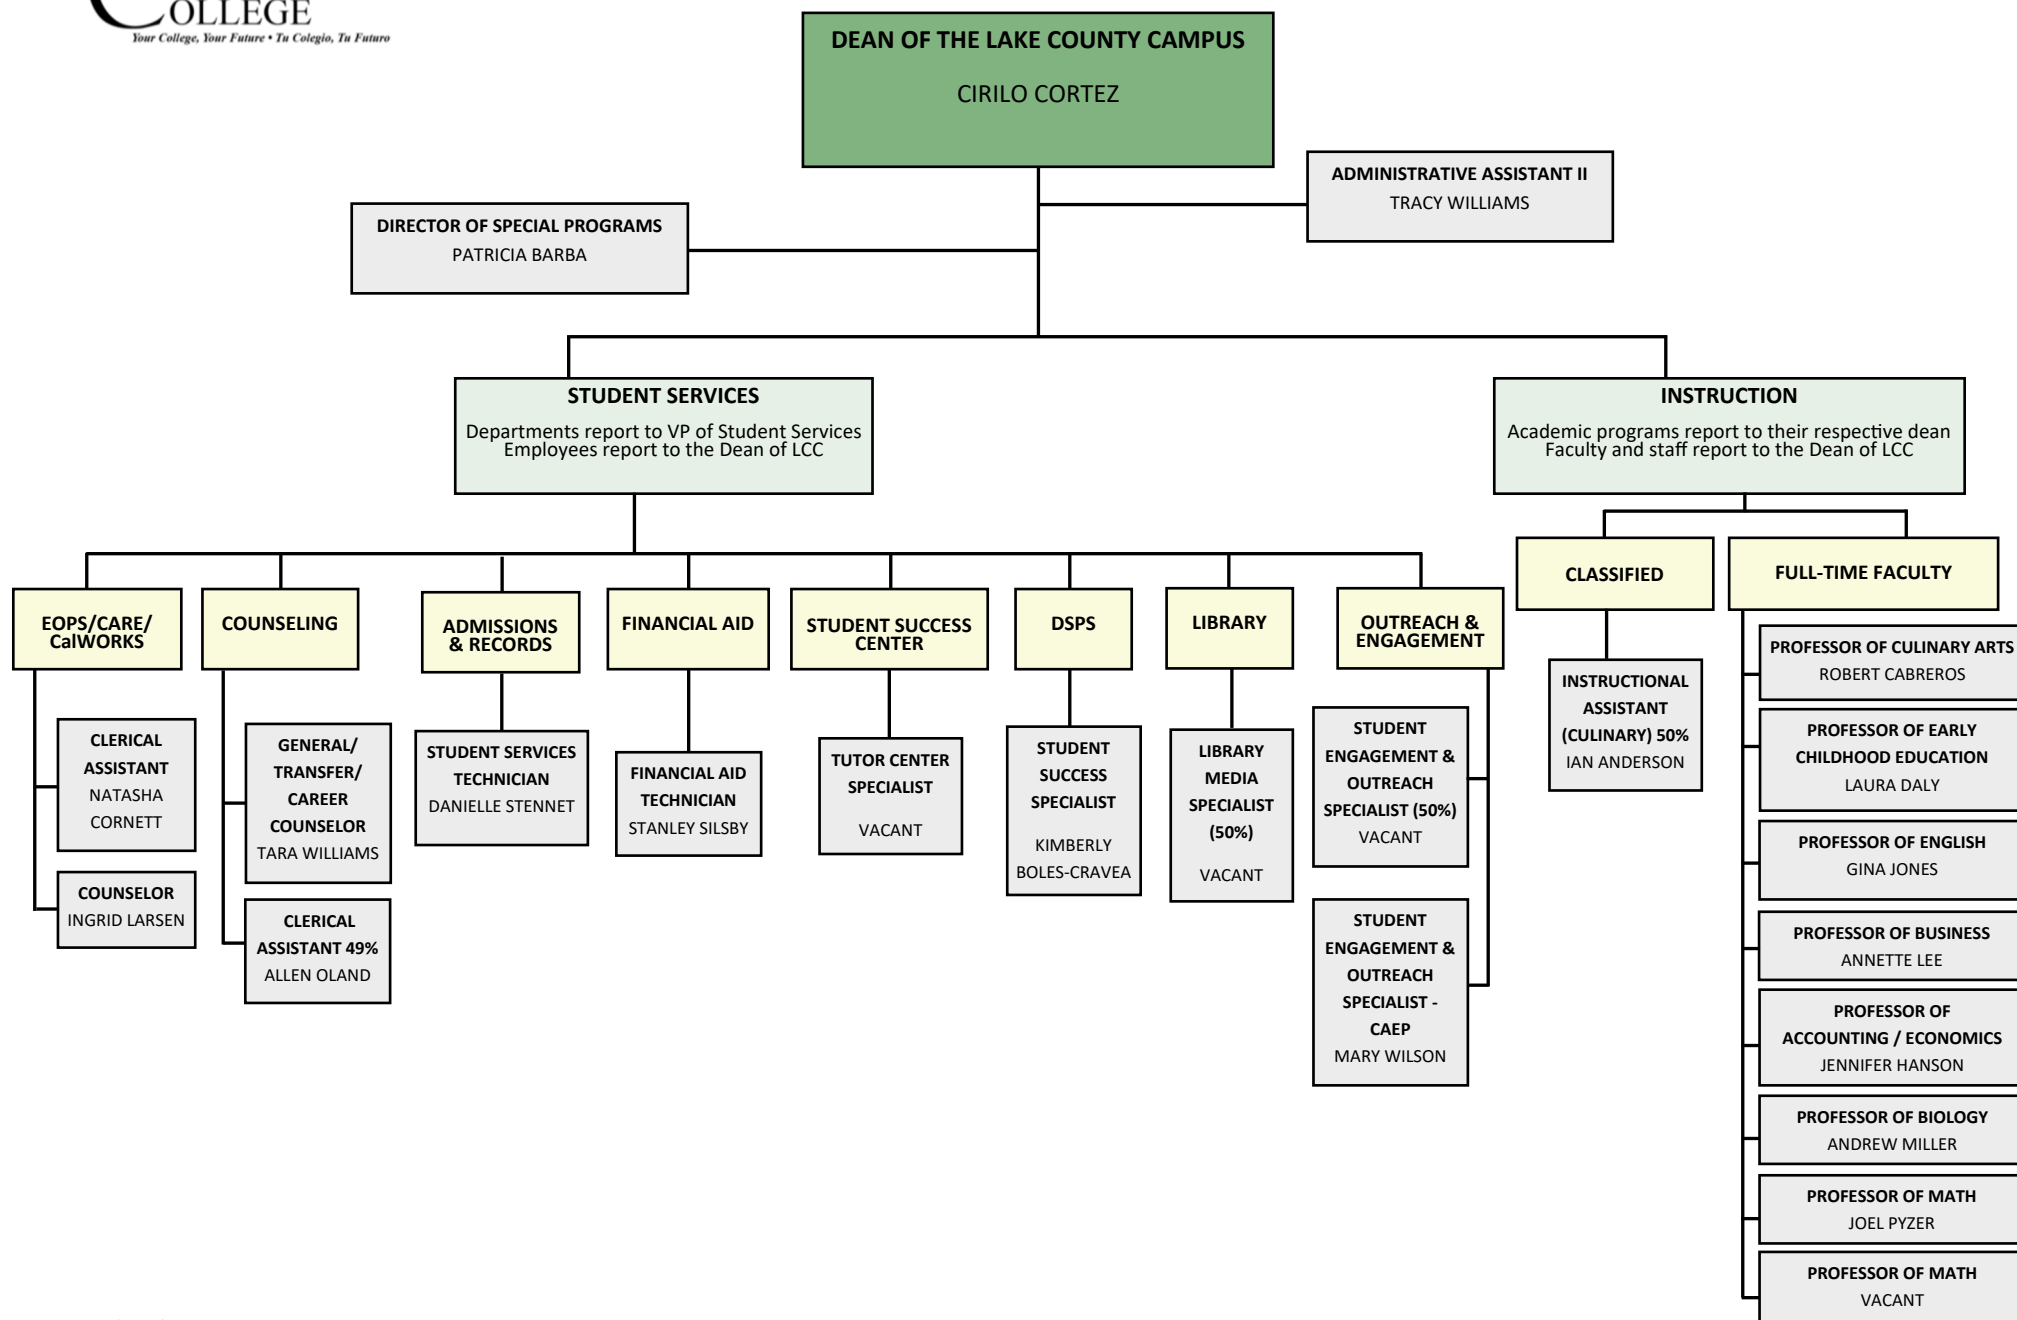 COLLEGE
Your College, Your Future • Tu Colegio, Tu Futuro
DEAN OF THE LAKE COUNTY CAMPUS
CIRILO CORTEZ
ADMINISTRATIVE ASSISTANT II
TRACY WILLIAMS
DIRECTOR OF SPECIAL PROGRAMS
PATRICIA BARBA
STUDENT SERVICES
Departments report to VP of Student Services
Employees report to the Dean of LCC
INSTRUCTION
Academic programs report to their respective dean
Faculty and staff report to the Dean of LCC
EOPS/CARE/
CalWORKS
CLERICAL
ASSISTANT
NATASHA
CORNETT
COUNSELOR
INGRID LARSEN
COUNSELING
GENERAL/
TRANSFER/
CAREER
COUNSELOR
TARA WILLIAMS
CLERICAL
ASSISTANT 49%
ALLEN OLAND
ADMISSIONS
& RECORDS
STUDENT SERVICES
TECHNICIAN
DANIELLE STENNET
FINANCIAL AID
FINANCIAL AID
TECHNICIAN
STANLEY SILSBY
STUDENT SUCCESS
CENTER
TUTOR CENTER
SPECIALIST
VACANT
DSPS
STUDENT
SUCCESS
SPECIALIST
KIMBERLY
BOLES-CRAVEA
LIBRARY
LIBRARY
MEDIA
SPECIALIST
(50%)
VACANT
OUTREACH &
ENGAGEMENT
STUDENT
ENGAGEMENT &
OUTREACH
SPECIALIST (50%)
VACANT
STUDENT
ENGAGEMENT &
OUTREACH
SPECIALIST -
CAEP
MARY WILSON
CLASSIFIED
INSTRUCTIONAL
ASSISTANT
(CULINARY) 50%
IAN ANDERSON
FULL-TIME FACULTY
PROFESSOR OF CULINARY ARTS
ROBERT CABREROS
PROFESSOR OF EARLY
CHILDHOOD EDUCATION
LAURA DALY
PROFESSOR OF ENGLISH
GINA JONES
PROFESSOR OF BUSINESS
ANNETTE LEE
PROFESSOR OF
ACCOUNTING / ECONOMICS
JENNIFER HANSON
PROFESSOR OF BIOLOGY
ANDREW MILLER
PROFESSOR OF MATH
JOEL PYZER
PROFESSOR OF MATH
VACANT